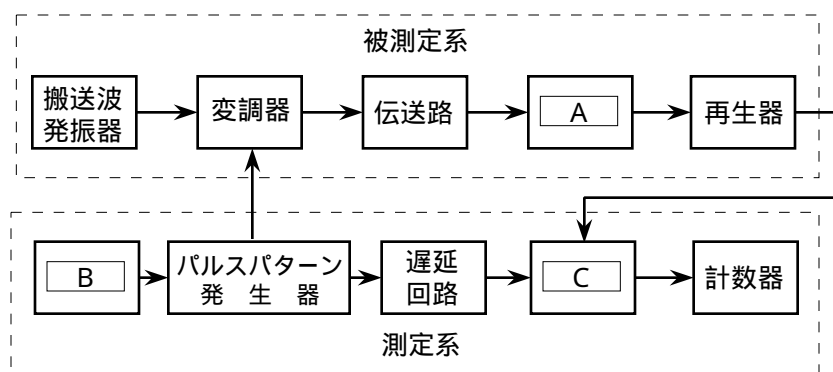 被測定系
搬送波
発振器
変調器
伝送路
A
再生器
B
パルスパターン
発 生 器
遅延
回路
C
計数器
測定系